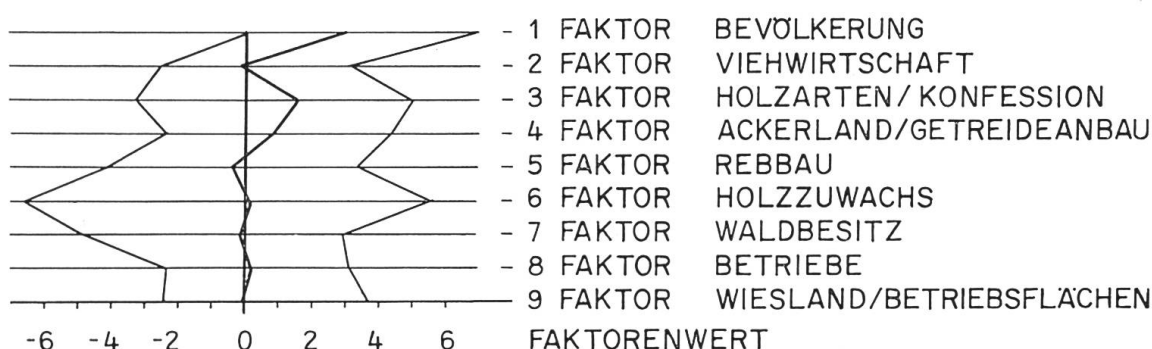 - 1 FAKTOR BEVÖLKERUNG
- 2 FAKTOR VIEHWIRTSCHAFT
- 3 FAKTOR HOLZARTEN/KONFESSION
- 4 FAKTOR ACKERLAND/GETREIDEANBAU
- 5 FAKTOR REBBAU
- 6 FAKTOR HOLZZUWACHS
- 7 FAKTOR WALDBESITZ
- 8 FAKTOR BETRIEBE
9 FAKTOR WIESLAND/BETRIEBSFLÄCHEN
-6 -4 -2 0 2 4 6 FAKTORENWERT